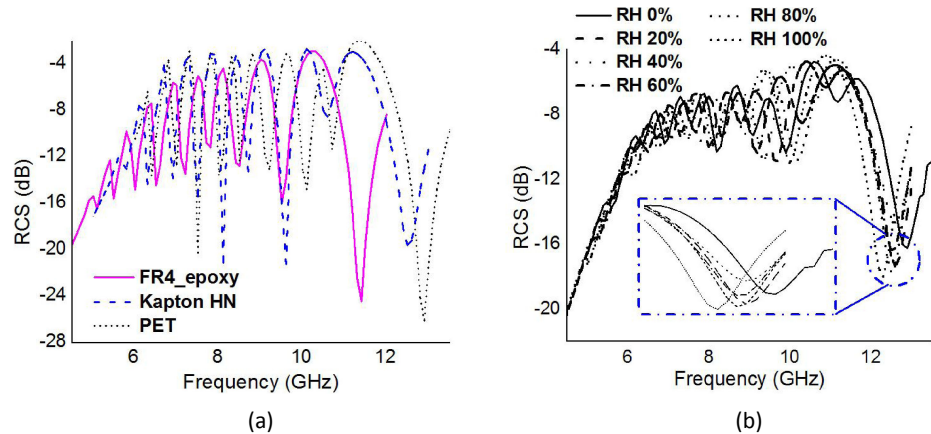 -4
-8
-12
-16
-20
-24
-28
RCS (dB)
FR4_epoxy
Kapton HN
PET
6
8
10
12
Frequency (GHz)
(a)
RH 0%
RH 20%
RH 40%
RH 60%
RH 80%
RH 100%
-4
-8
-12
-16
-20
RCS (dB)
6
8
10
12
Frequency (GHz)
(b)